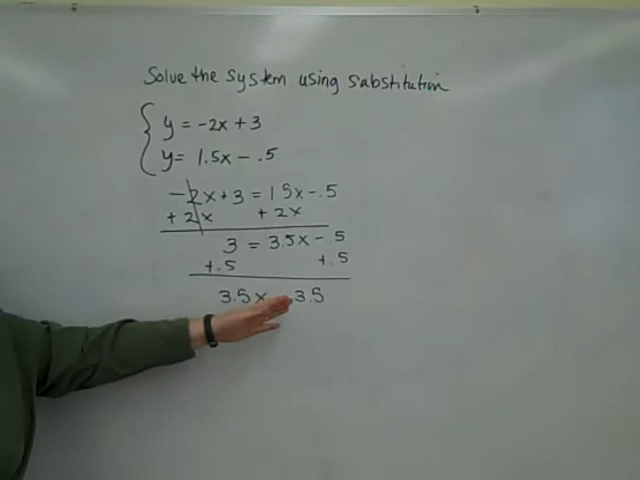 Solve the system using sabstitution
y = -2x + 3
y = 1.5x - .5
-2x + 3 = 1.5x - .5
+ 2x + 2x
3 = 3.5x - .5
+ .5 + .5
3.5x 3.5